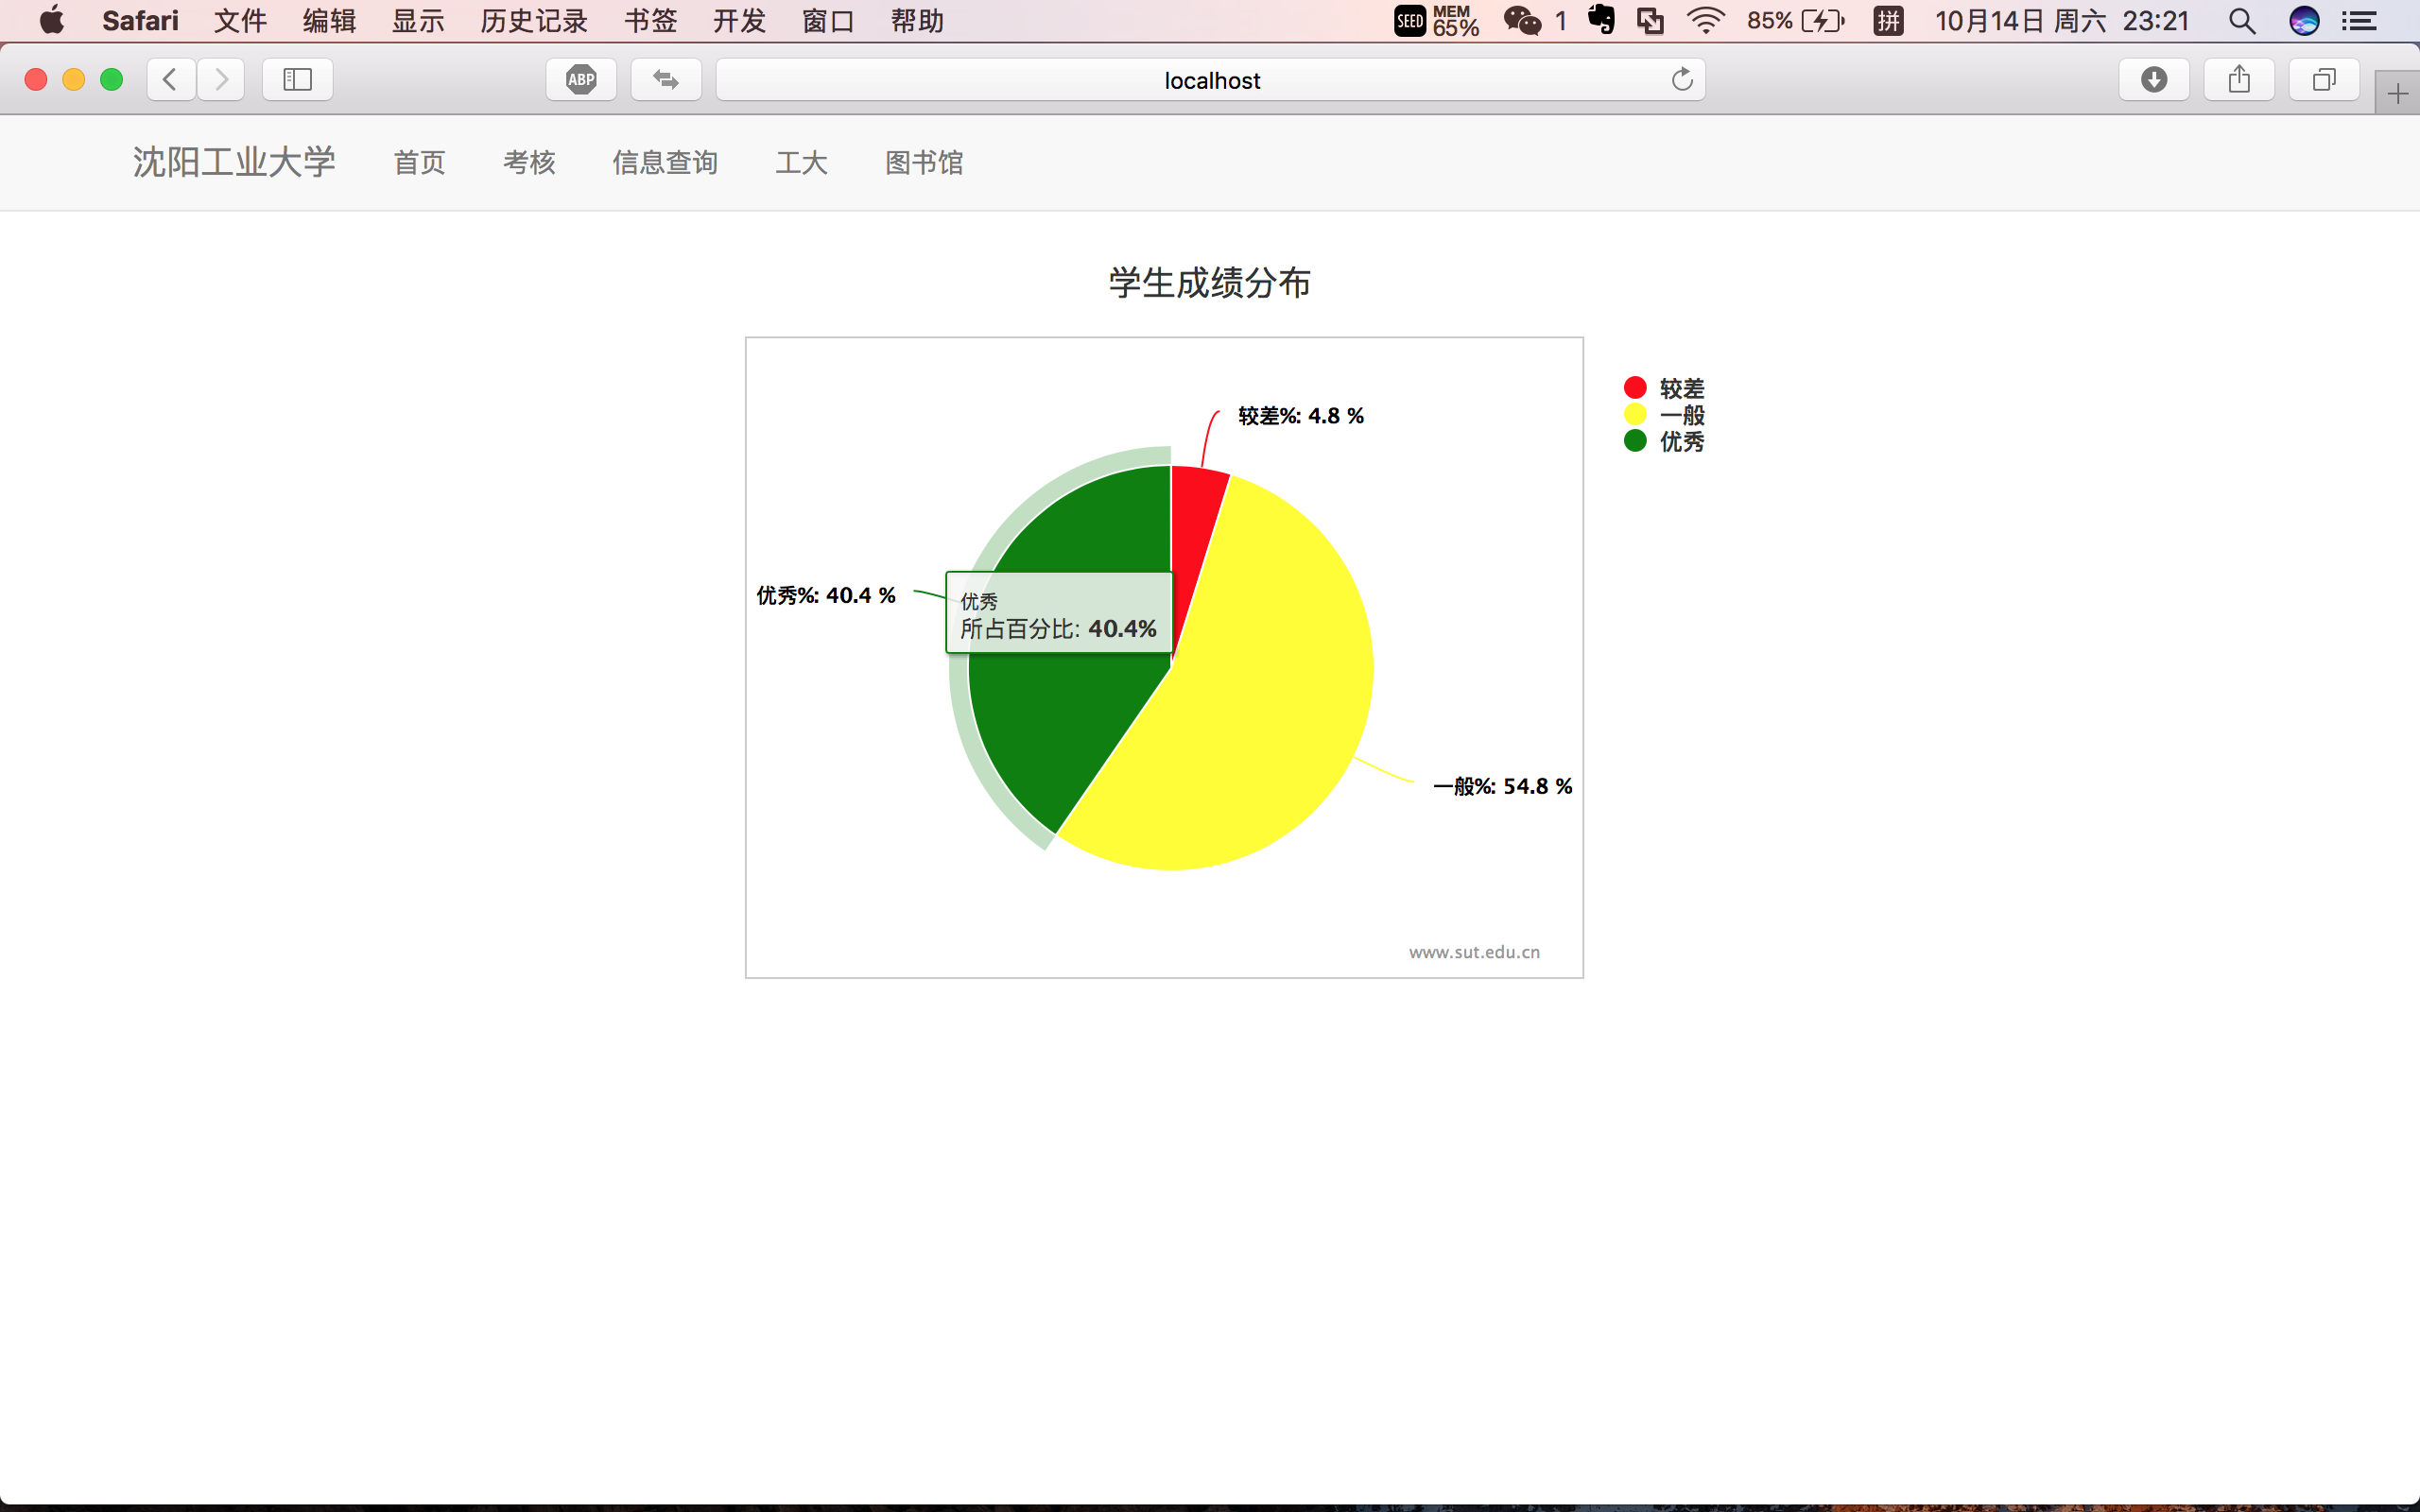 Safari 文件 编辑 显示 历史记录 书签 开发 窗口 帮助 SEED MEM 65% 1 85% 拼 10月14日 周六 23:21
ABP localhost
沈阳工业大学 首页 考核 信息查询 工大 图书馆
学生成绩分布
较差
一般
优秀
较差%: 4.8 %
优秀%: 40.4 %
优秀
所占百分比: 40.4%
一般%: 54.8 %
www.sut.edu.cn